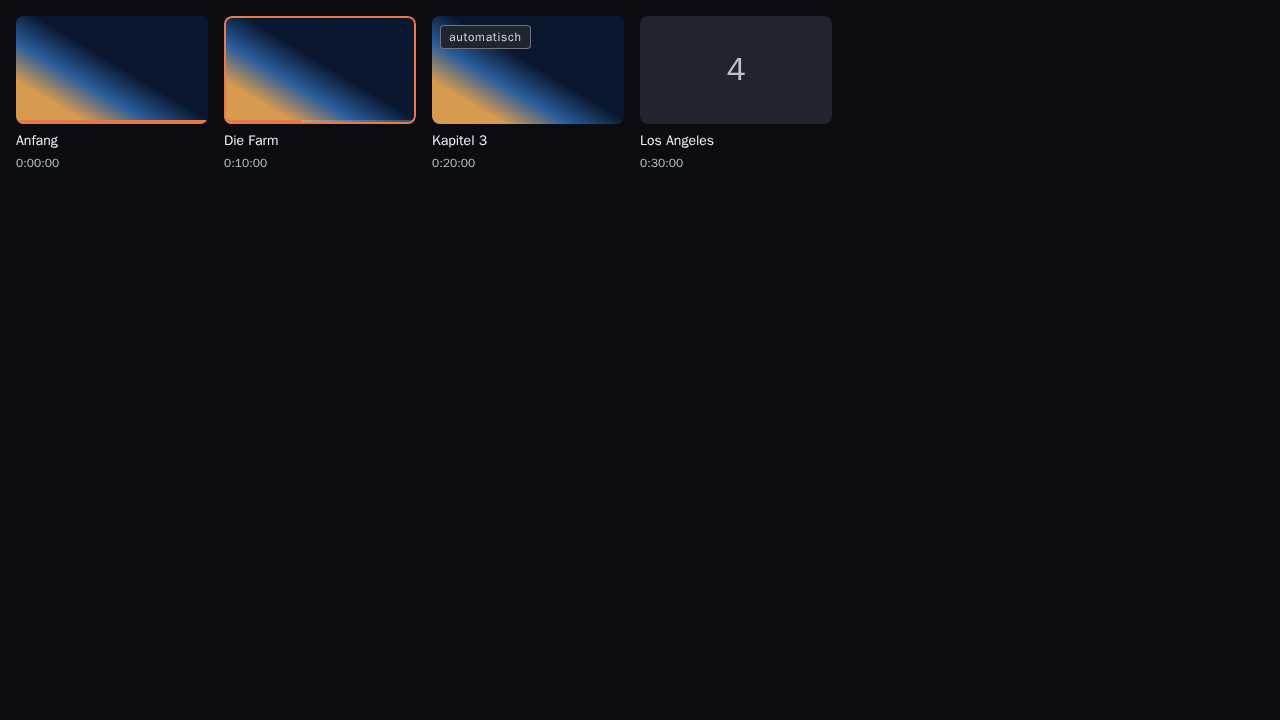 automatisch
4
Anfang
Die Farm
Kapitel 3
Los Angeles
0:00:00
0:10:00
0:20:00
0:30:00